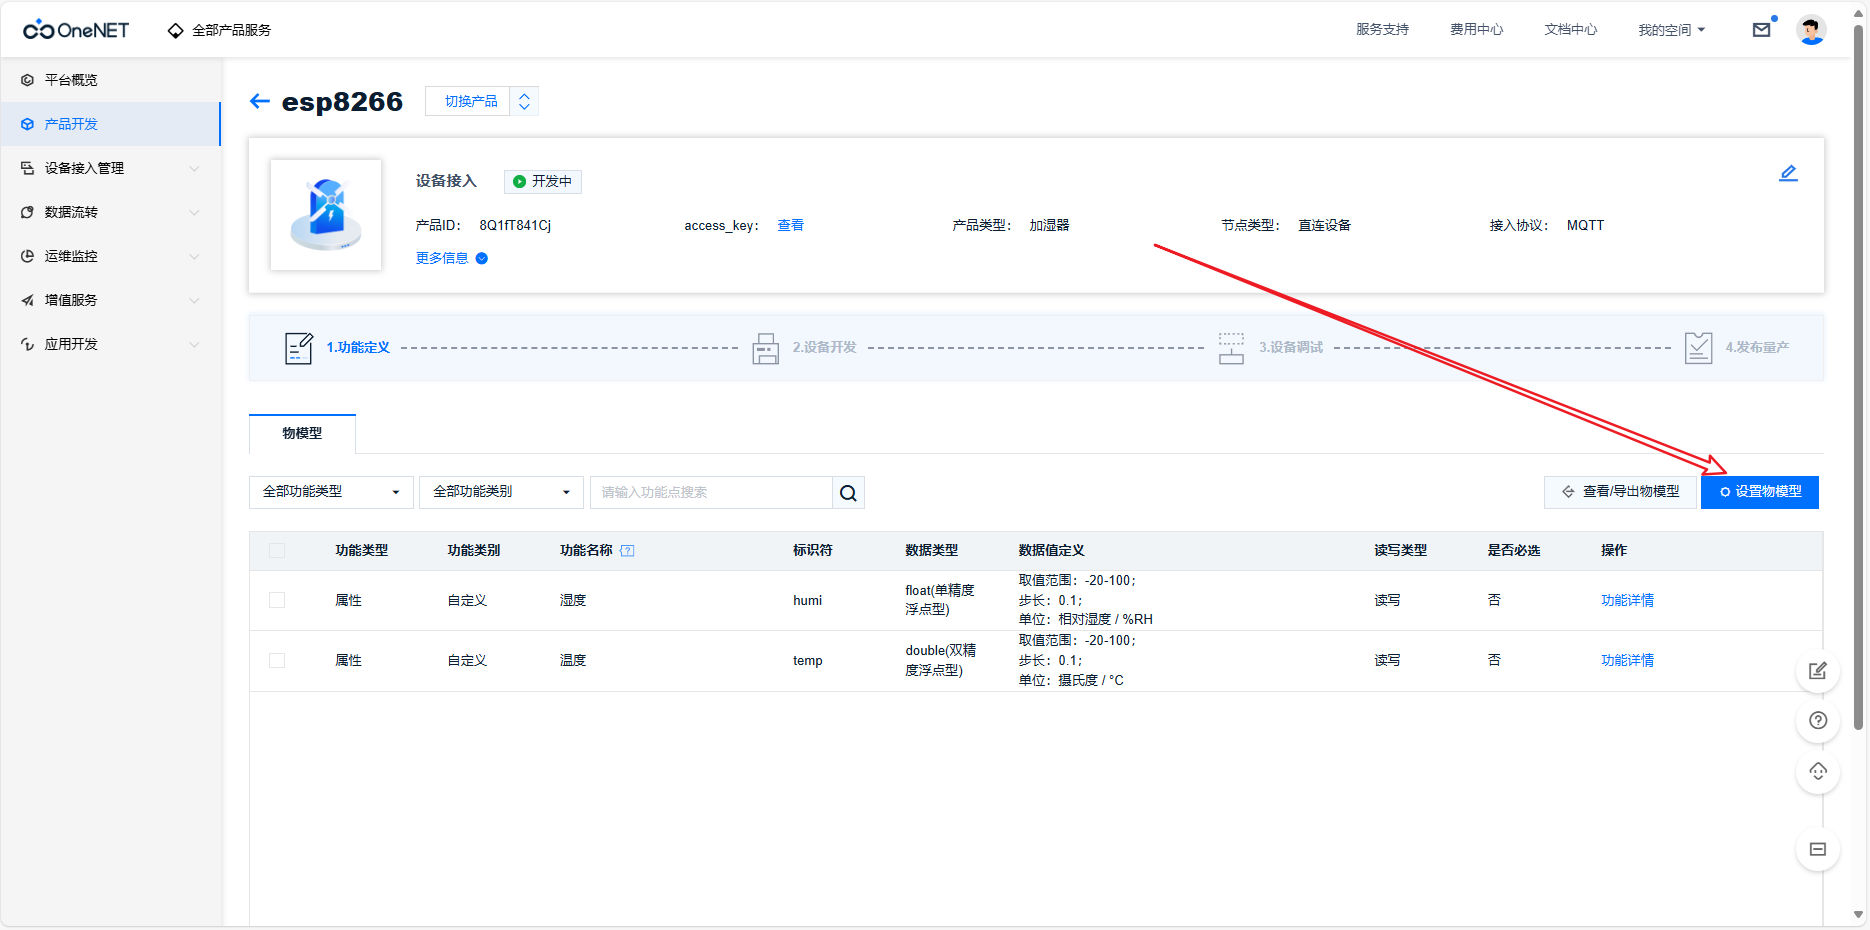 OneNET 全部产品服务 服务支持 费用中心 文档中心 我的空间
平台概览
产品开发
设备接入管理
数据流转
运维监控
增值服务
应用开发
esp8266 切换产品
设备接入 开发中
产品ID: 8Q1fT841Cj access_key: 查看 产品类型: 加湿器 节点类型: 直连设备 接入协议: MQTT
更多信息
1.功能定义 2.设备开发 3.设备调试 4.发布量产
物模型
全部功能类型 全部功能类别 请输入功能点搜索 查看/导出物模型 设置物模型
功能类型 功能类别 功能名称 标识符 数据类型 数据值定义 读写类型 是否必选 操作
属性 自定义 湿度 humi float(单精度
浮点型) 取值范围: -20-100;
步长: 0.1;
单位: 相对湿度 / %RH 读写 否 功能详情
属性 自定义 温度 temp double(双精
度浮点型) 取值范围: -20-100;
步长: 0.1;
单位: 摄氏度 / °C 读写 否 功能详情